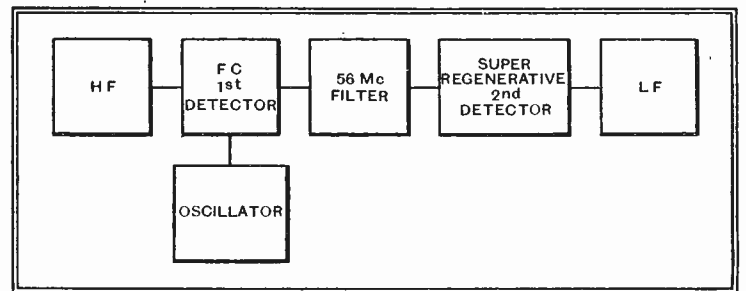 HF
FC
1st
DETECTOR
56 Mc
FILTER
SUPER
REGENERATIVE
2nd
DETECTOR
LF
OSCILLATOR